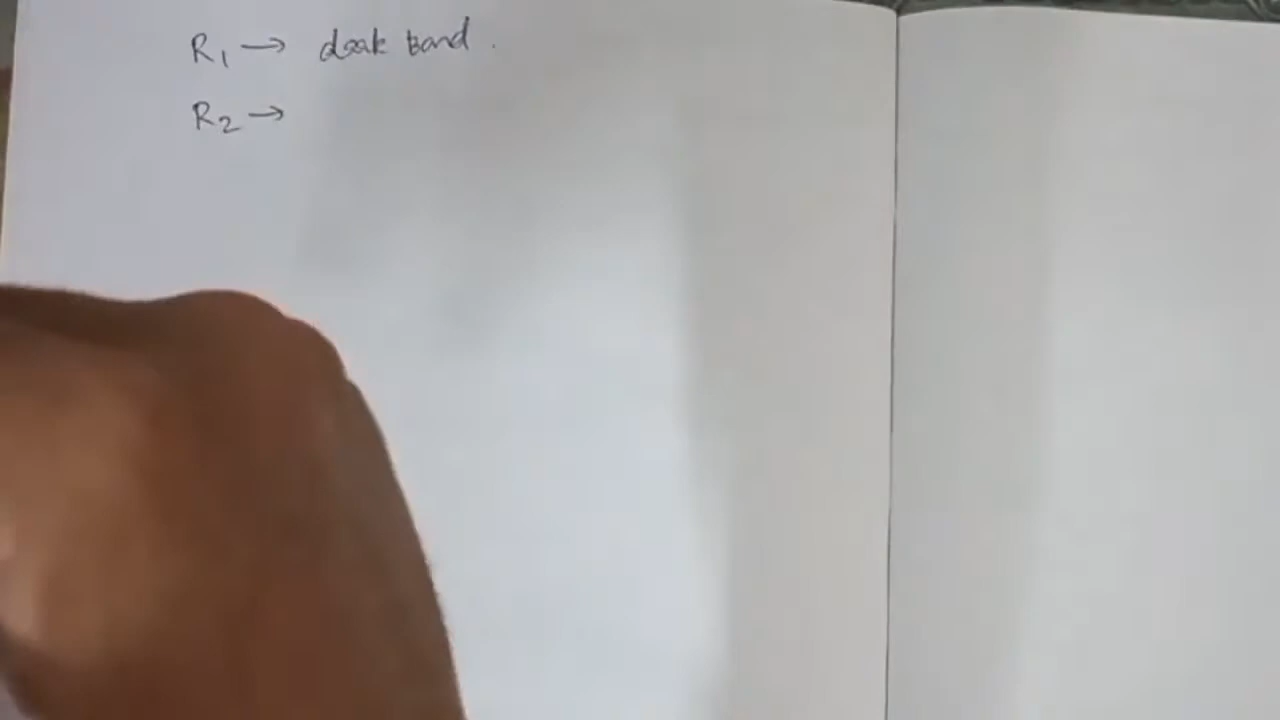 R₁ → dark band.
R₂ →